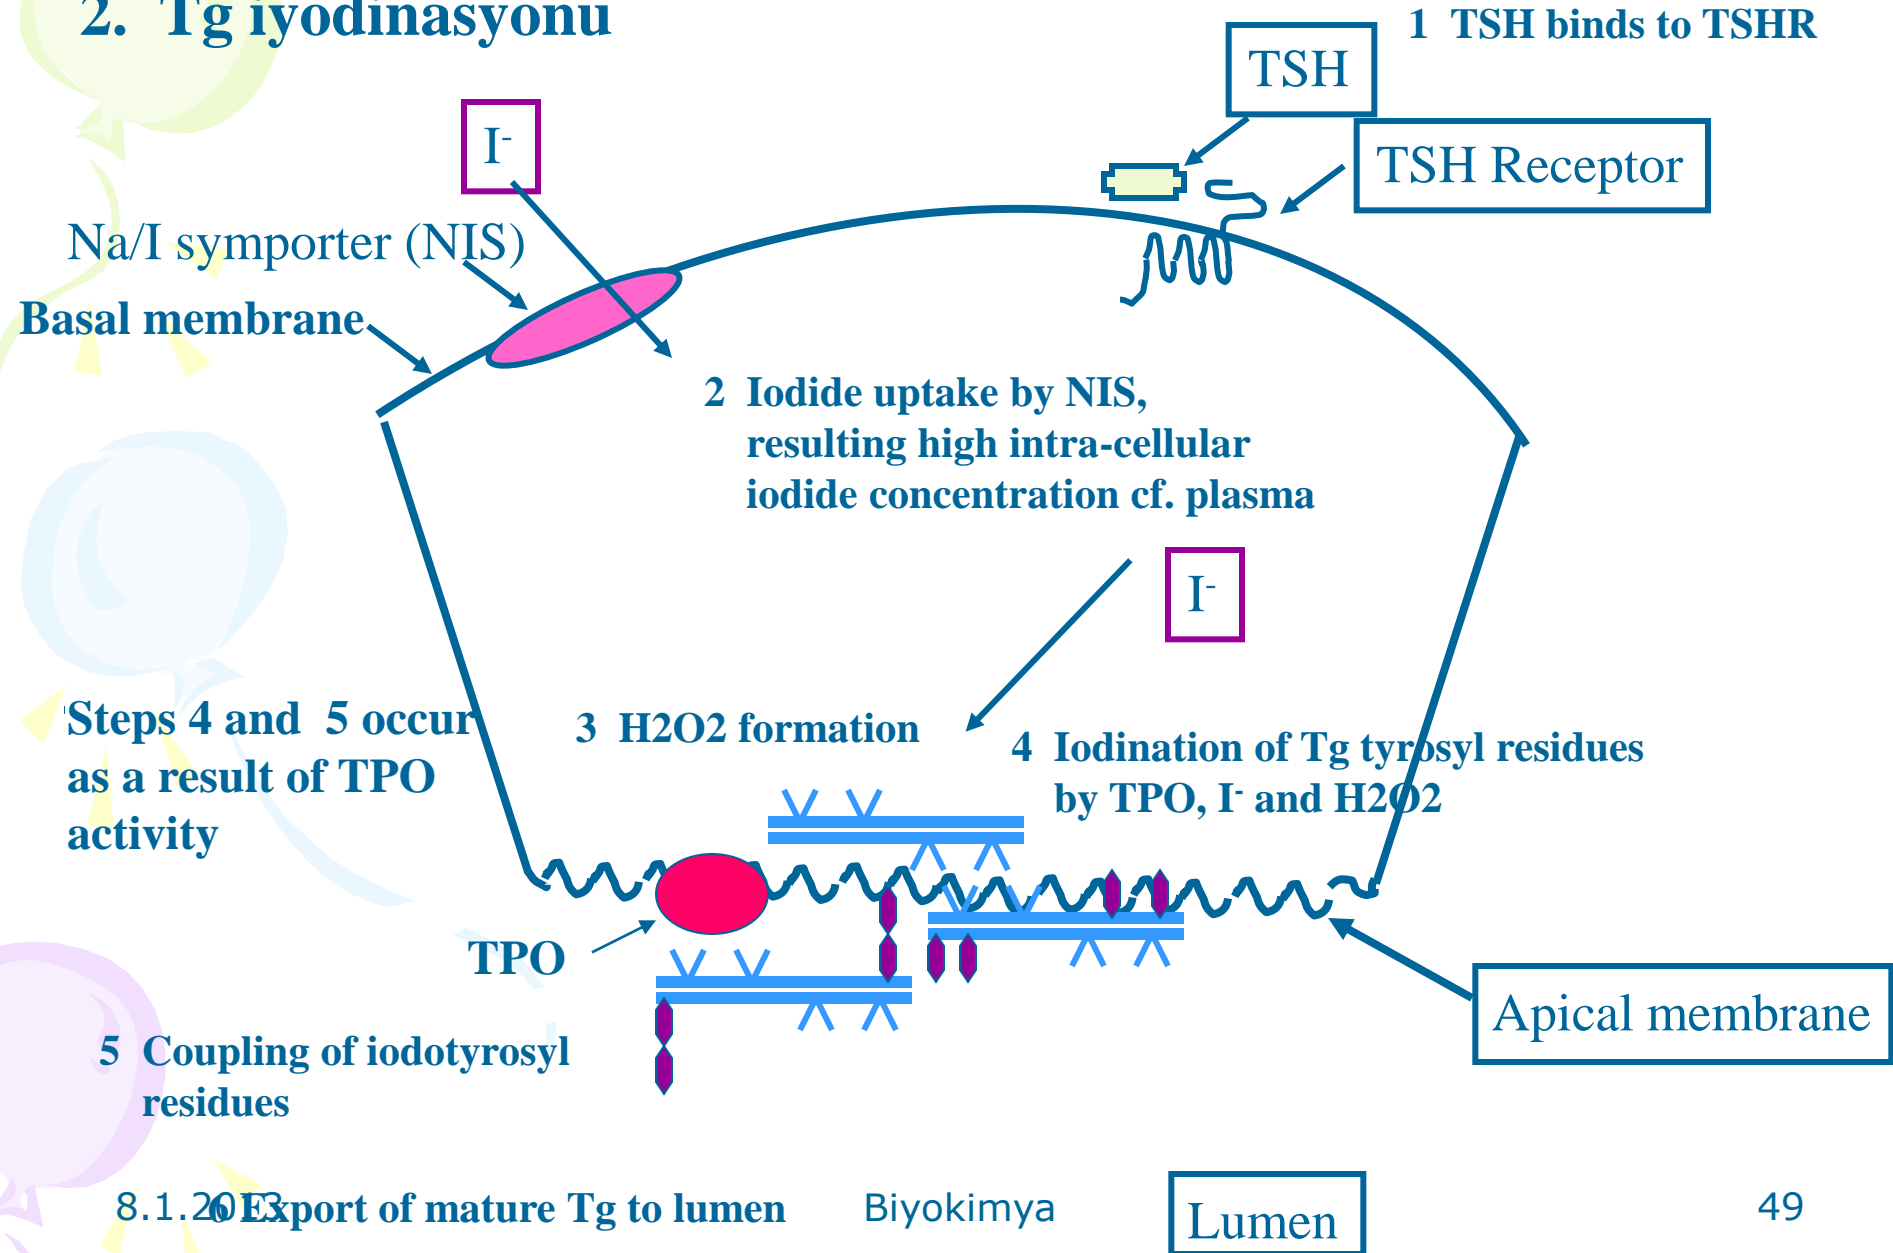 2. Tg iyodinasyonu
1 TSH binds to TSHR
TSH
I-
TSH Receptor
Na/I symporter (NIS)
Basal membrane
2 Iodide uptake by NIS,
resulting high intra-cellular
iodide concentration cf. plasma
I-
Steps 4 and 5 occur
as a result of TPO
activity
3 H2O2 formation
4 Iodination of Tg tyrosyl residues
by TPO, I- and H2O2
TPO
Apical membrane
5 Coupling of iodotyrosyl
residues
8.1.2013
6 Export of mature Tg to lumen
Biyokimya
Lumen
49